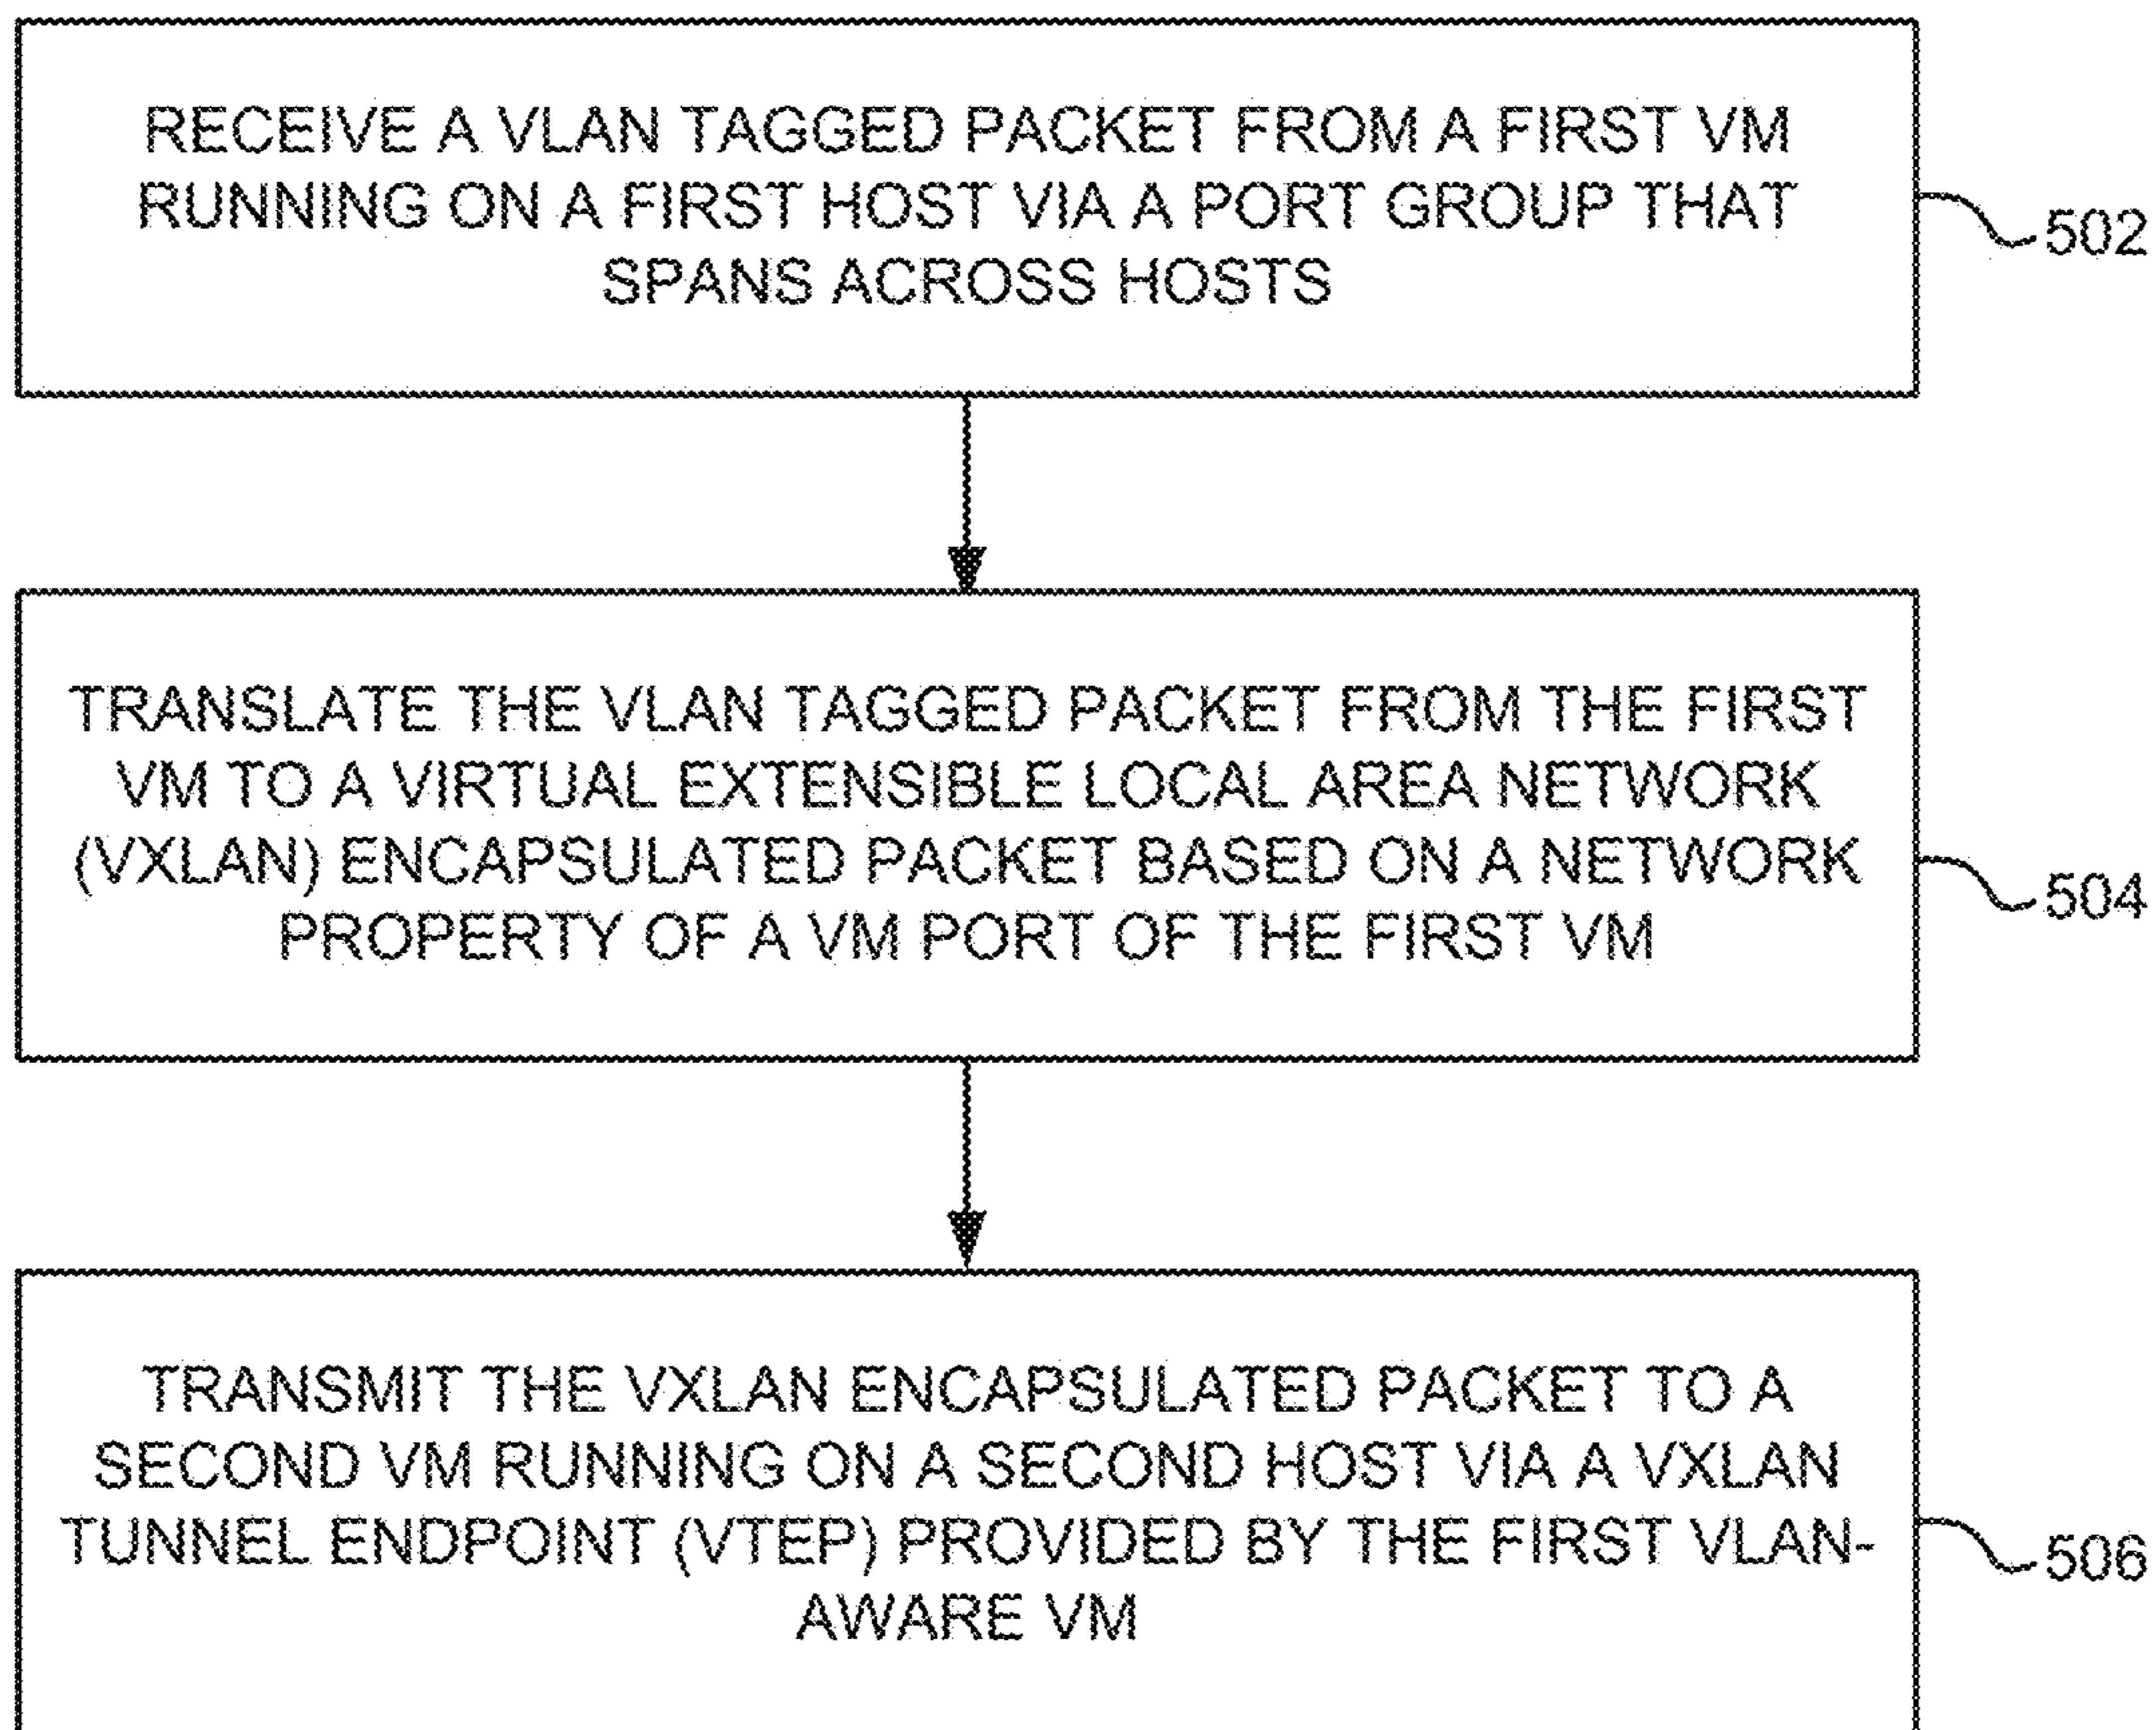 RECEIVE A VLAN TAGGED PACKET FROM A FIRST VM
RUNNING ON A FIRST HOST VIA A PORT GROUP THAT
SPANS ACROSS HOSTS
502
TRANSLATE THE VLAN TAGGED PACKET FROM THE FIRST
VM TO A VIRTUAL EXTENSIBLE LOCAL AREA NETWORK
(VXLAN) ENCAPSULATED PACKET BASED ON A NETWORK
PROPERTY OF A VM PORT OF THE FIRST VM
504
TRANSMIT THE VXLAN ENCAPSULATED PACKET TO A
SECOND VM RUNNING ON A SECOND HOST VIA A VXLAN
TUNNEL ENDPOINT (VTEP) PROVIDED BY THE FIRST VLAN-
AWARE VM
506